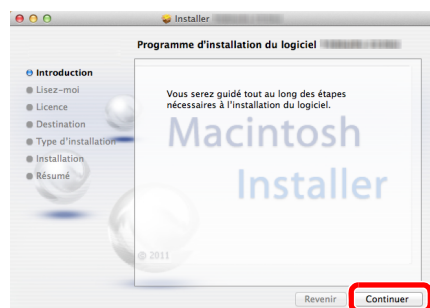 Installer
Programme d'installation du logiciel
Introduction
Lisez-moi
Licence
Destination
Type d'installation
Installation
Résumé
Vous serez guidé tout au long des étapes
nécessaires à l'installation du logiciel.
Macintosh
Installer
© 2011
Revenir
Continuer